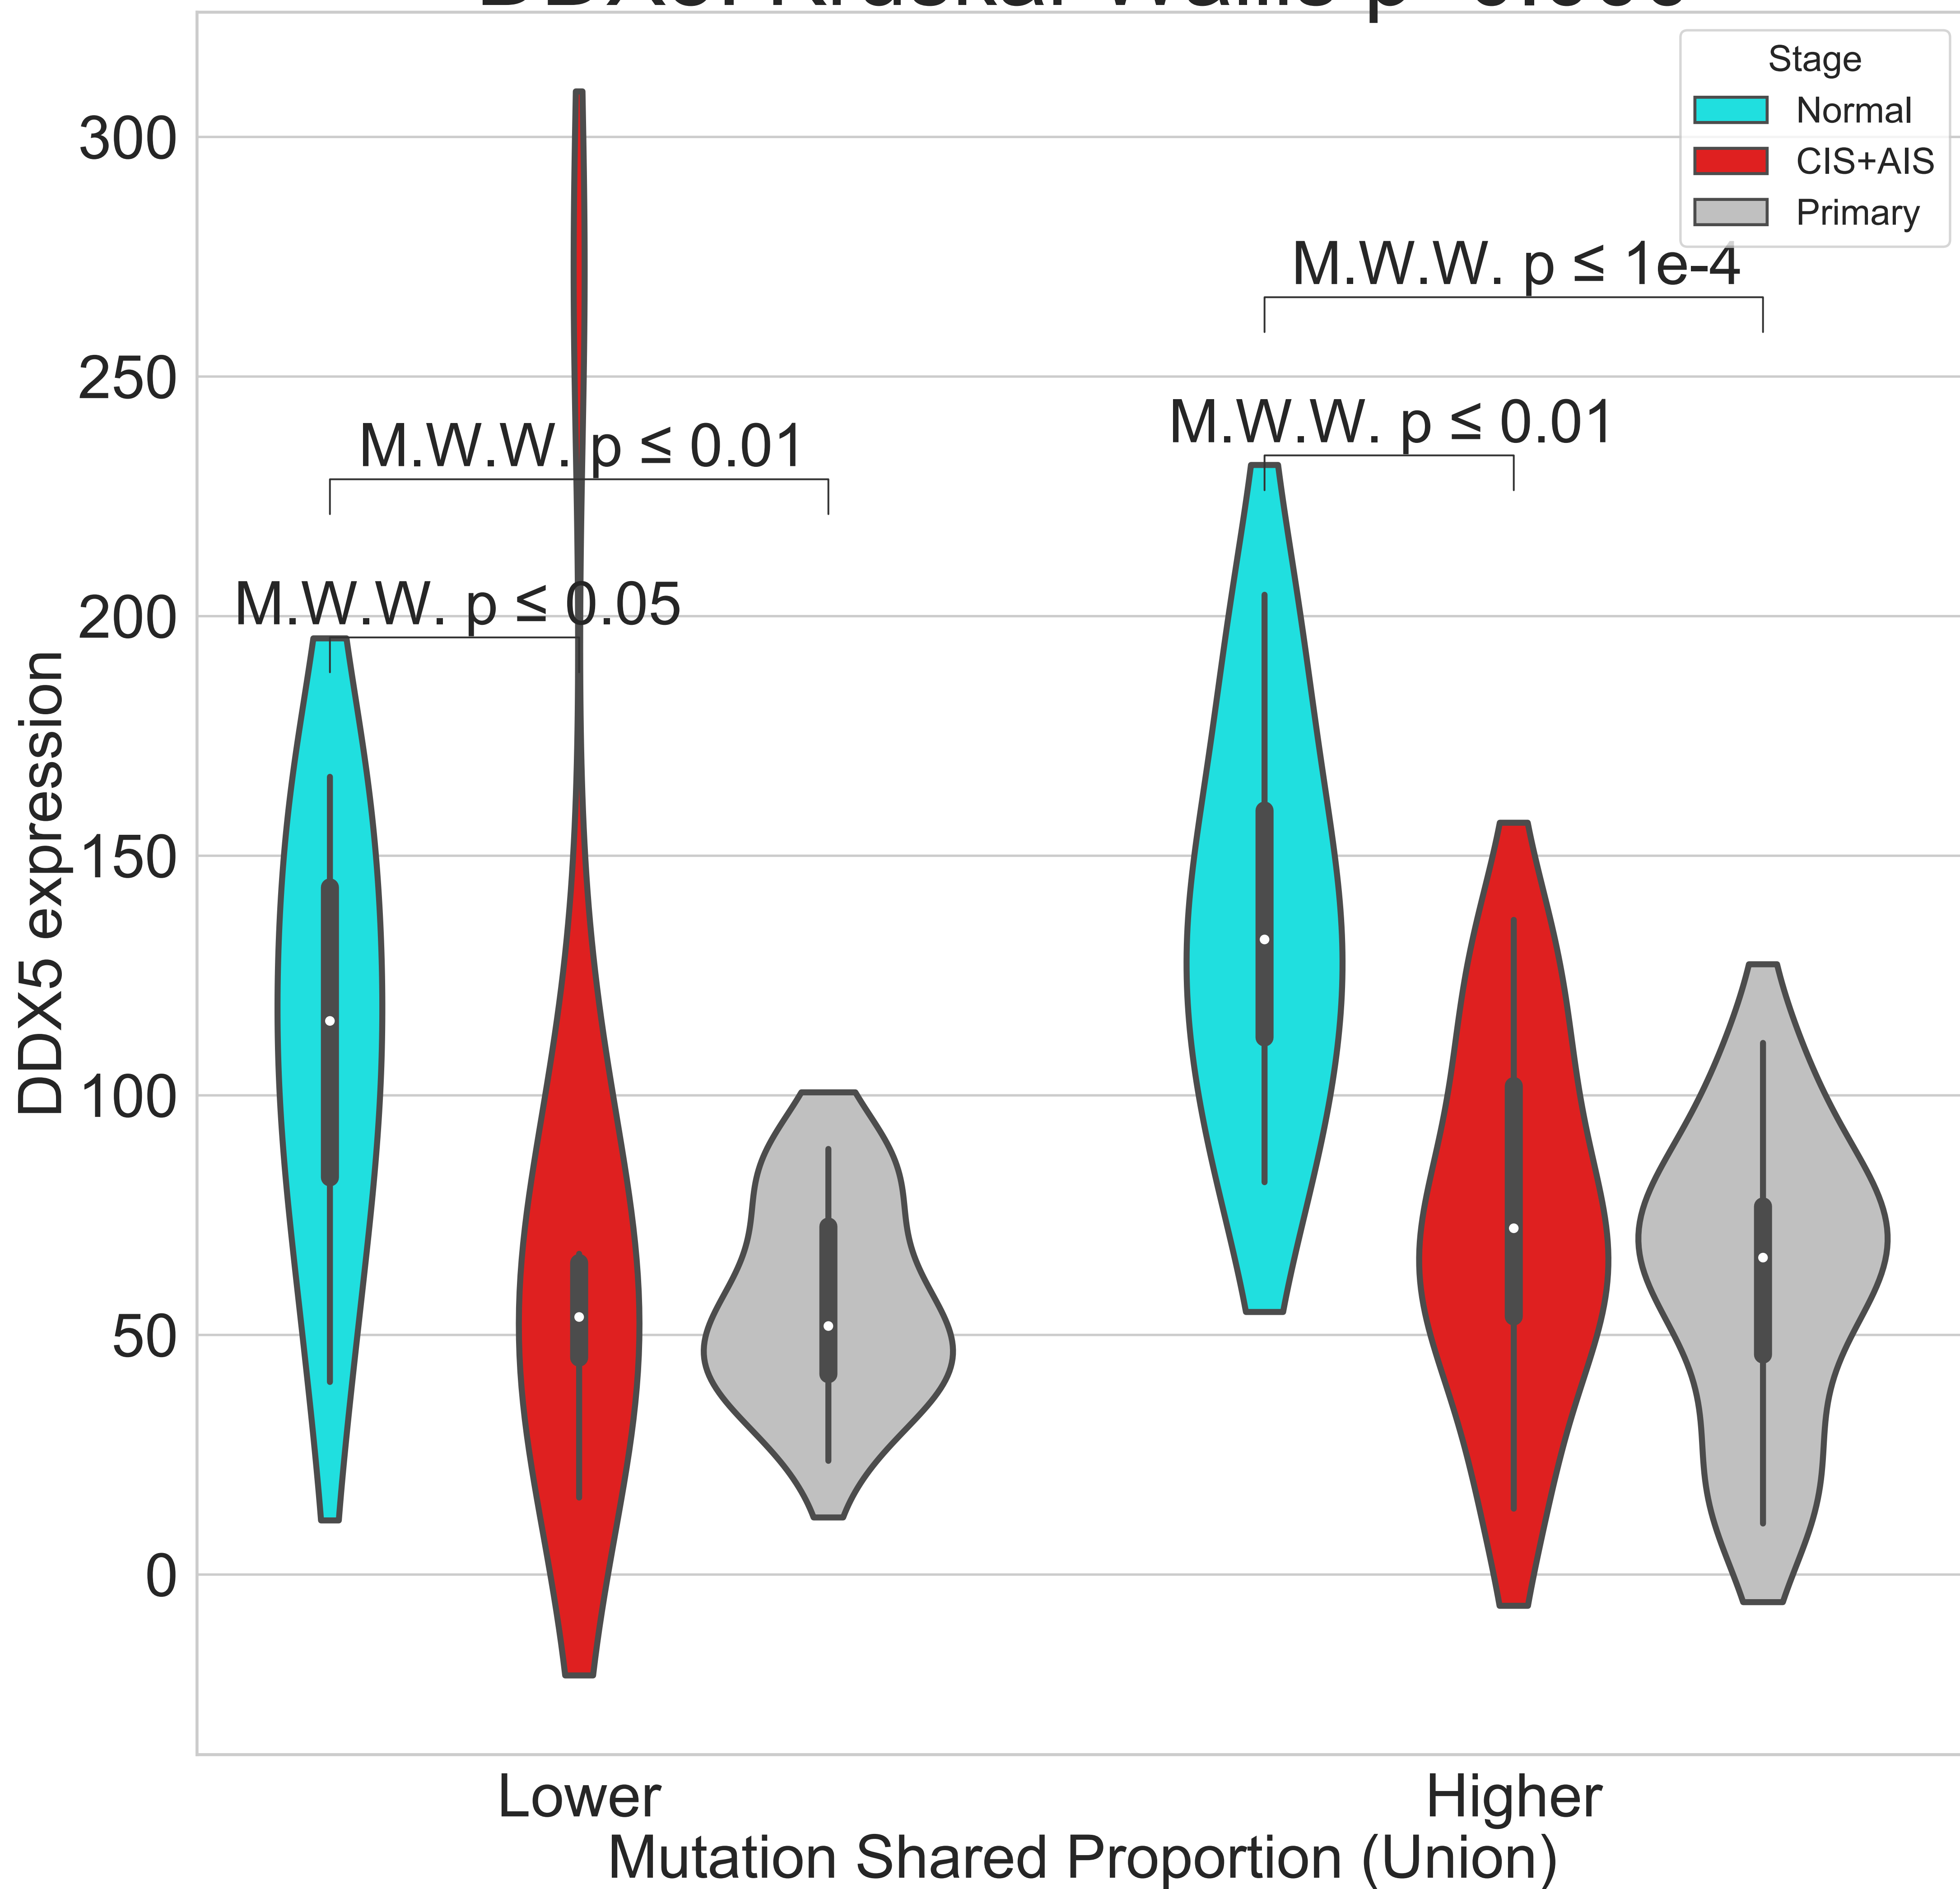 Stage
Normal
CIS+AIS
Primary
M.W.W. p ≤ 1e-4
M.W.W. p ≤ 0.01
M.W.W. p ≤ 0.01
M.W.W. p ≤ 0.05
300
250
200
150
100
50
0
DDX5 expression
Lower
Higher
Mutation Shared Proportion (Union)